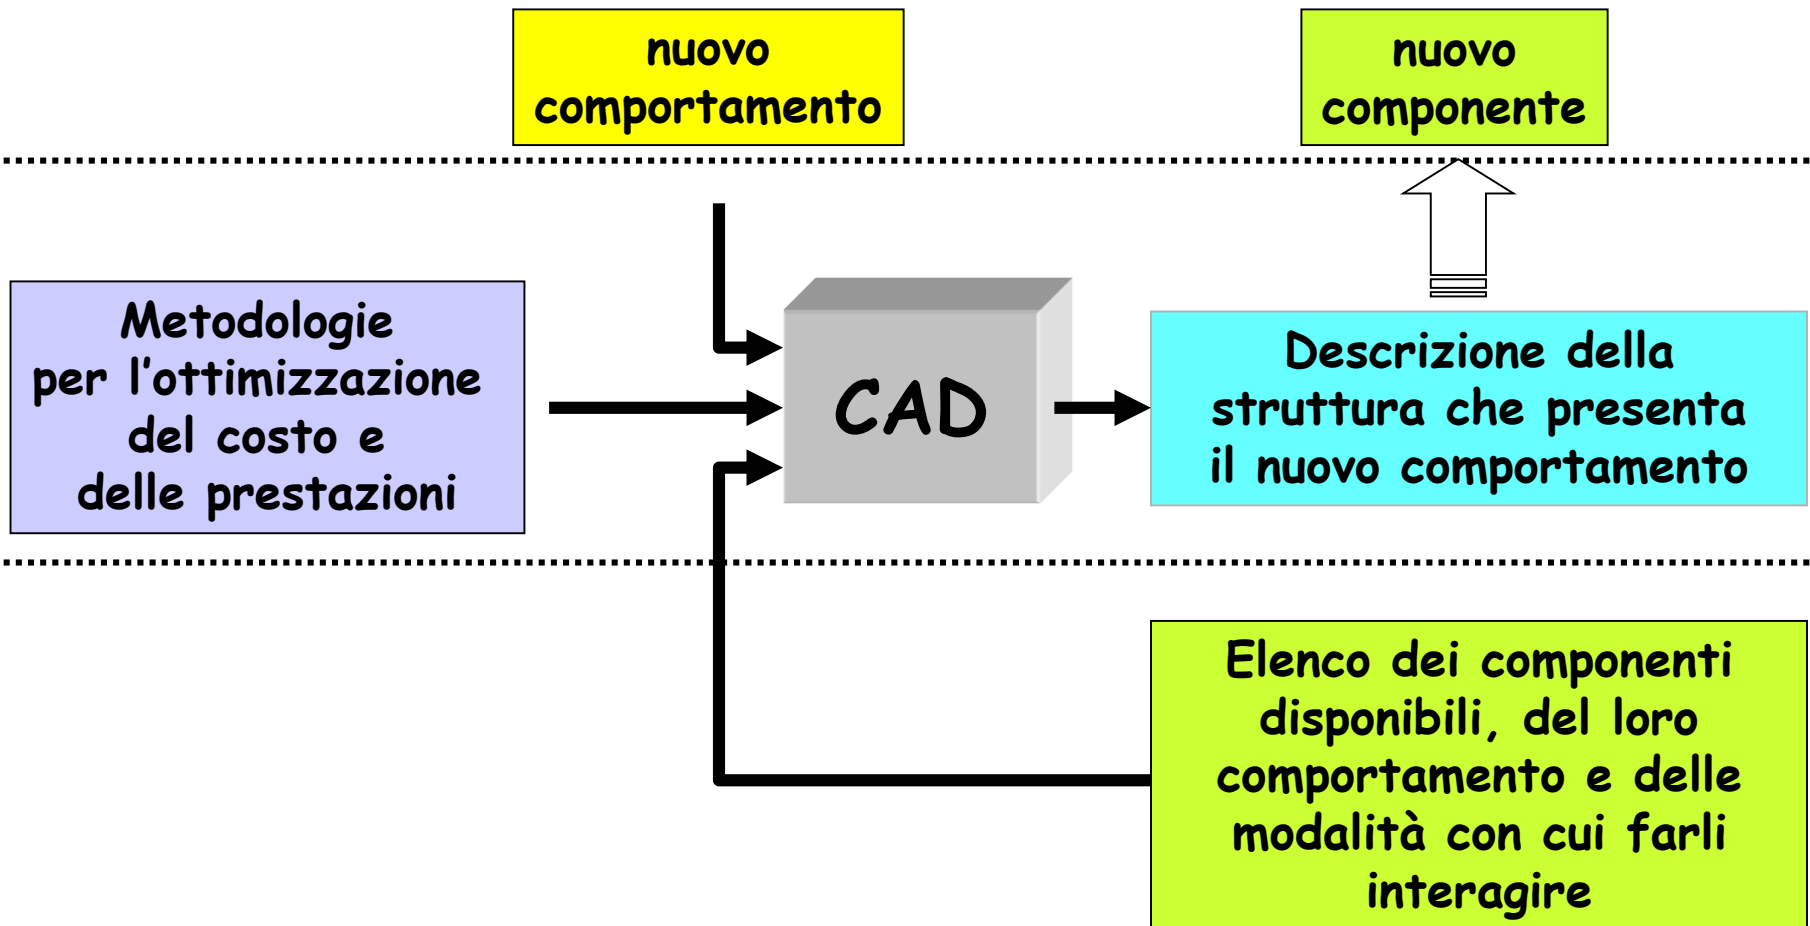 nuovo
comportamento
nuovo
componente
Metodologie
per l'ottimizzazione
del costo e
delle prestazioni
CAD
Descrizione della
struttura che presenta
il nuovo comportamento
Elenco dei componenti
disponibili, del loro
comportamento e delle
modalità con cui farli
interagire